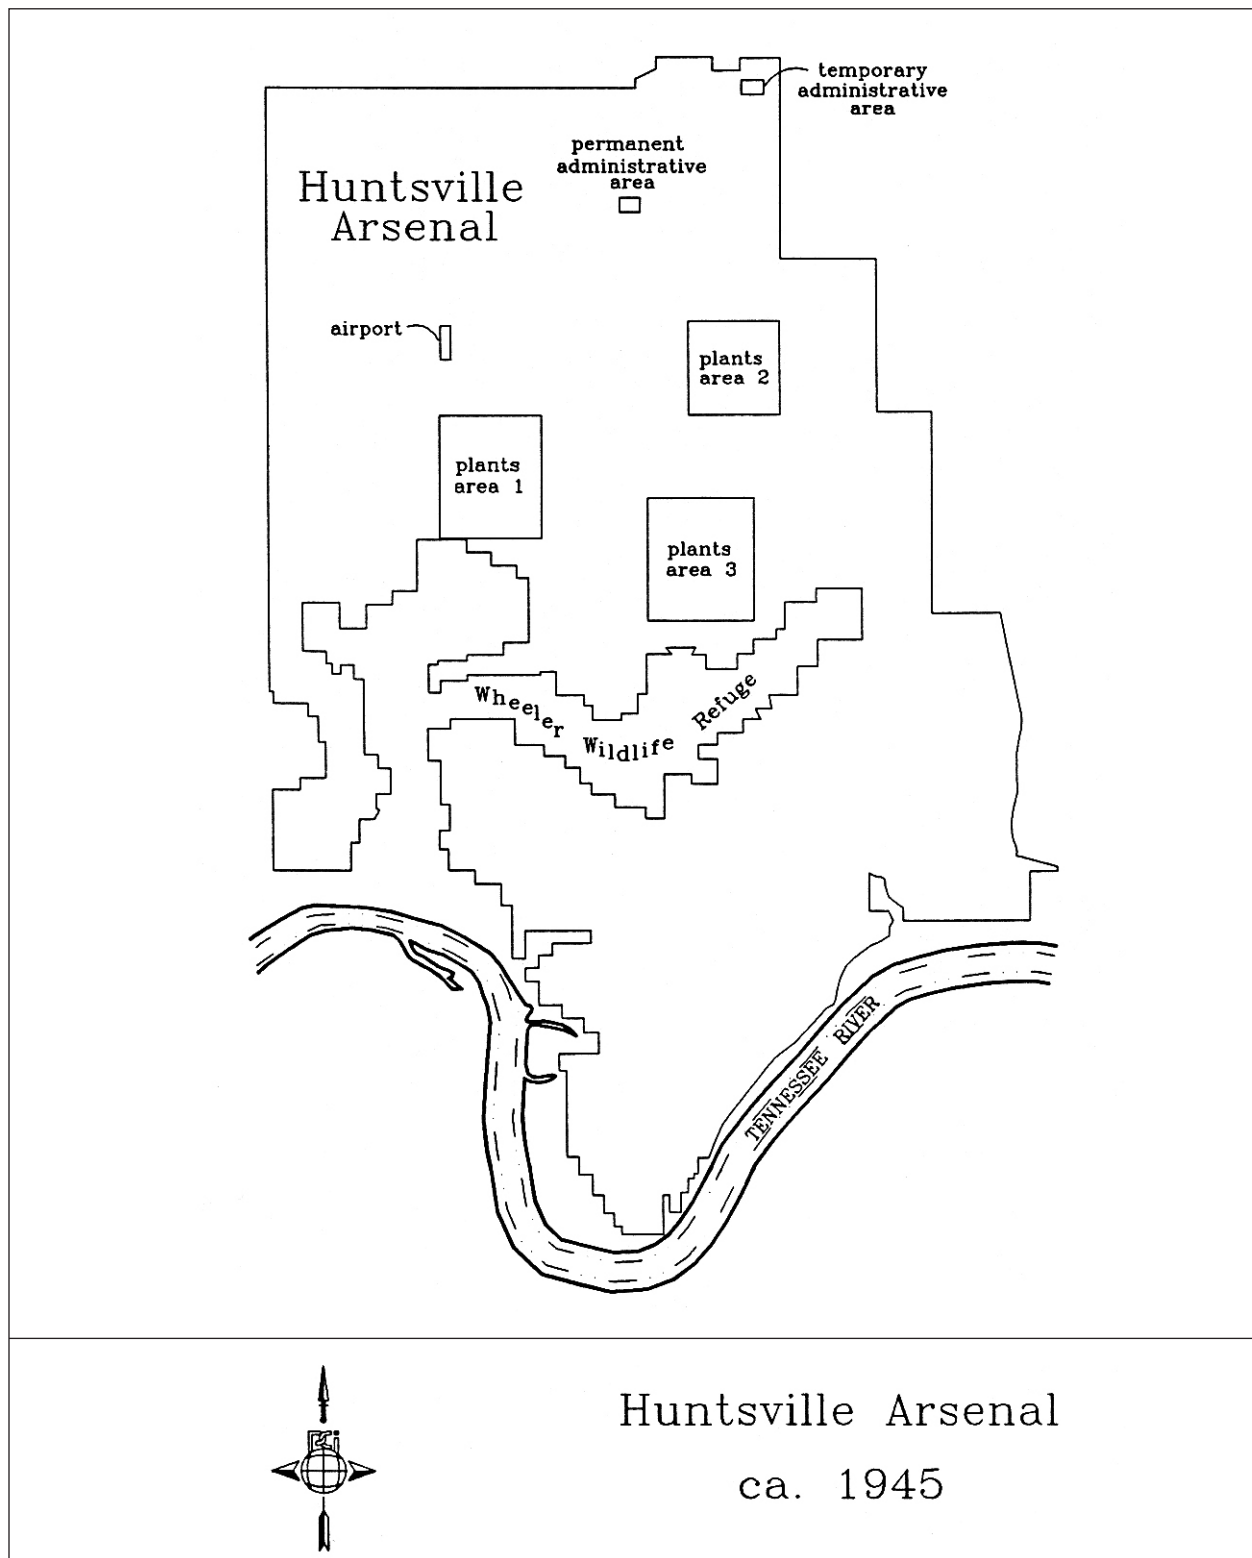 temporary
administrative
area
permanent
administrative
area
Huntsville
Arsenal
airport
plants
area 2
plants
area 1
plants
area 3
Wheeler Wildlife Refuge
TENNESSEE RIVER
Huntsville Arsenal
ca. 1945